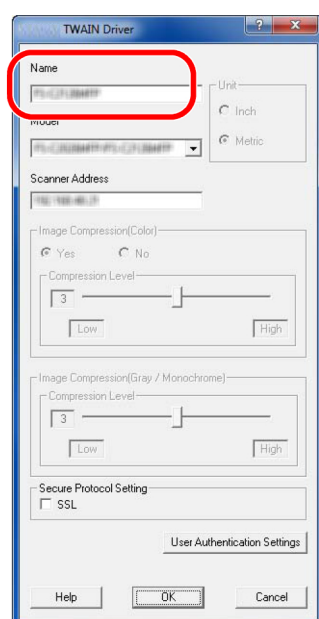 TWAIN Driver
Name
Unit
Inch
Model
Metric
Scanner Address
Image Compression(Color)
Yes No
Compression Level
3
Low High
Image Compression(Gray / Monochrome)
Compression Level
3
Low High
Secure Protocol Setting
SSL
User Authentication Settings
Help OK Cancel